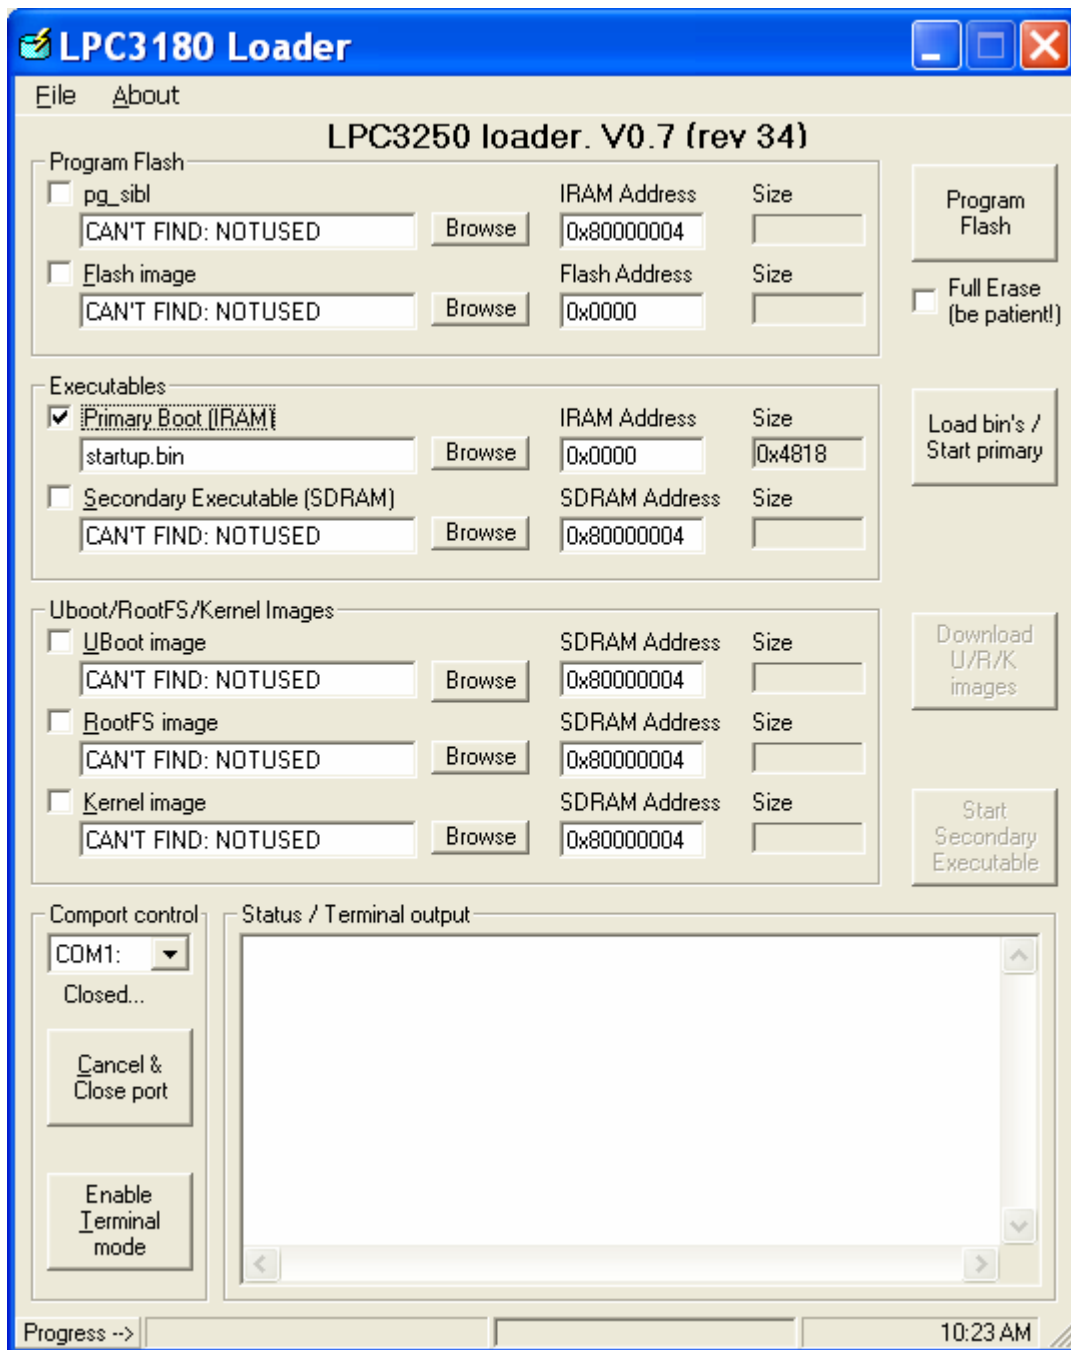 LPC3180 Loader
File About
LPC3250 loader. V0.7 (rev 34)
Program Flash
pg_sibl IRAM Address Size
CAN'T FIND: NOTUSED Browse 0x80000004
Flash image Flash Address Size
CAN'T FIND: NOTUSED Browse 0x0000
Program
Flash
Full Erase
(be patient!)
Executables
Primary Boot (IRAM) IRAM Address Size
startup.bin Browse 0x0000 0x4818
Secondary Executable (SDRAM) SDRAM Address Size
CAN'T FIND: NOTUSED Browse 0x80000004
Load bin's /
Start primary
Uboot/RootFS/Kernel Images
UBoot image SDRAM Address Size
CAN'T FIND: NOTUSED Browse 0x80000004
RootFS image SDRAM Address Size
CAN'T FIND: NOTUSED Browse 0x80000004
Kernel image SDRAM Address Size
CAN'T FIND: NOTUSED Browse 0x80000004
Download
U/R/K
images
Start
Secondary
Executable
Comport control
COM1:
Closed...
Cancel &
Close port
Enable
Terminal
mode
Status / Terminal output
Progress --> 10:23 AM